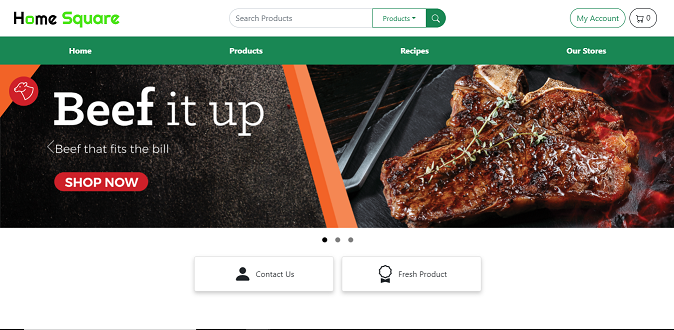 Home Square
Search Products
Products
My Account
0
Home
Products
Recipes
Our Stores
Beef it up
Beef that fits the bill
SHOP NOW
Contact Us
Fresh Product